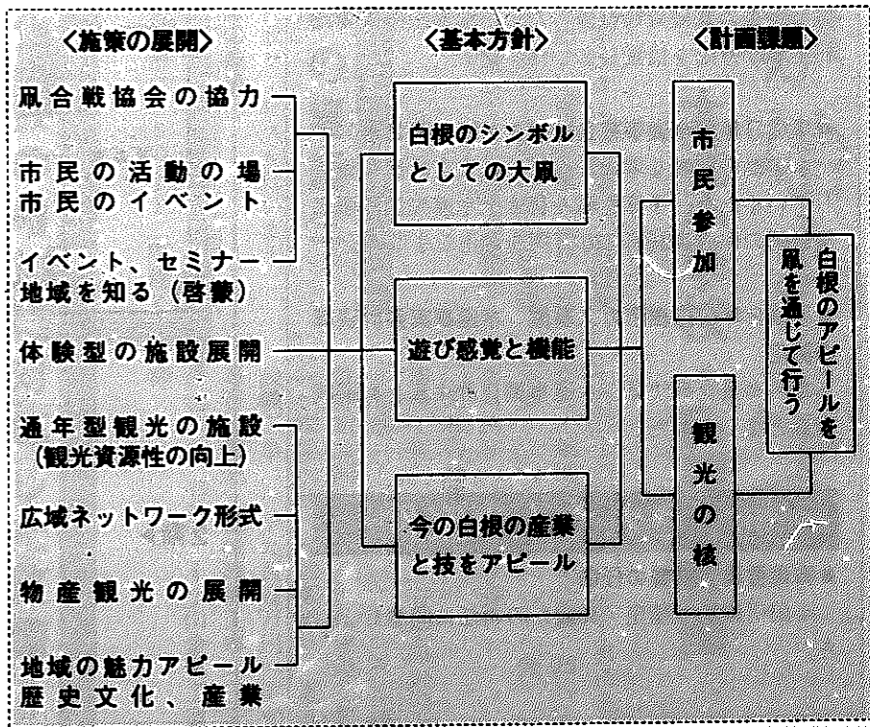 <施策の展開>
凧合戦協会の協力
市民の活動の場
市民のイベント
イベント、セミナー
地域を知る(啓蒙)
体験型の施設展開
通年型観光の施設
(観光資源性の向上)
広域ネットワーク形式
物産観光の展開
地域の魅力アピール
歴史文化、産業
<基本方針>
白根のシンボル
としての大凧
遊び感覚と機能
今の白根の産業
と技をアピール
<計画課題>
市民参加
観光の核
白根のアピールを
凧を通じて行う